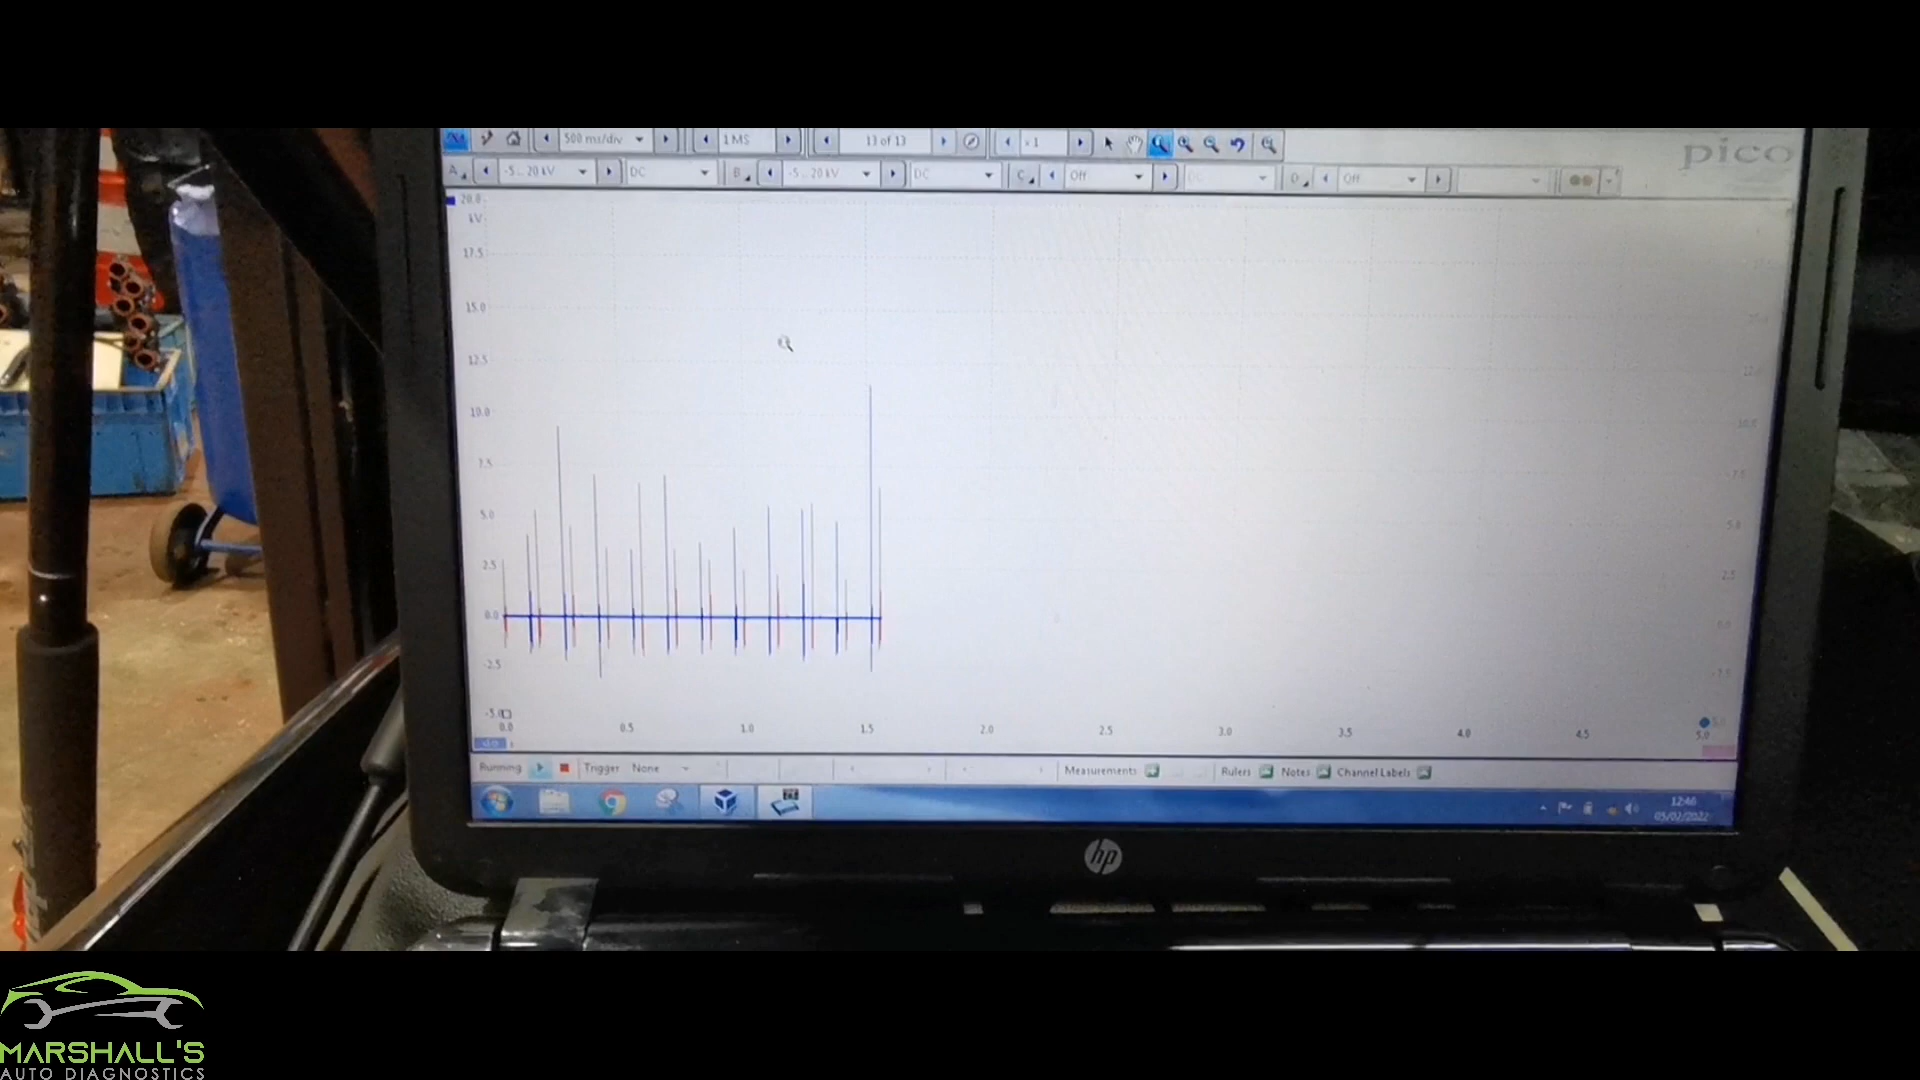 500 ms/div 1 MS 13 of 13 x1
pico
A -5 .. 20 kV DC B -5 .. 20 kV DC C Off D Off
20.0
kV
17.5
15.0
12.5
10.0
7.5
5.0
2.5
0.0
-2.5
-5.0
0.0 0.5 1.0 1.5 2.0 2.5 3.0 3.5 4.0 4.5 5.0
Running Trigger None Measurements Rulers Notes Channel Labels
12:46
05/02/2022
hp
MARSHALL'S
AUTO DIAGNOSTICS